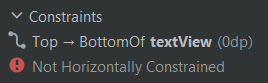 Constraints
Top → BottomOf textView (0dp)
Not Horizontally Constrained